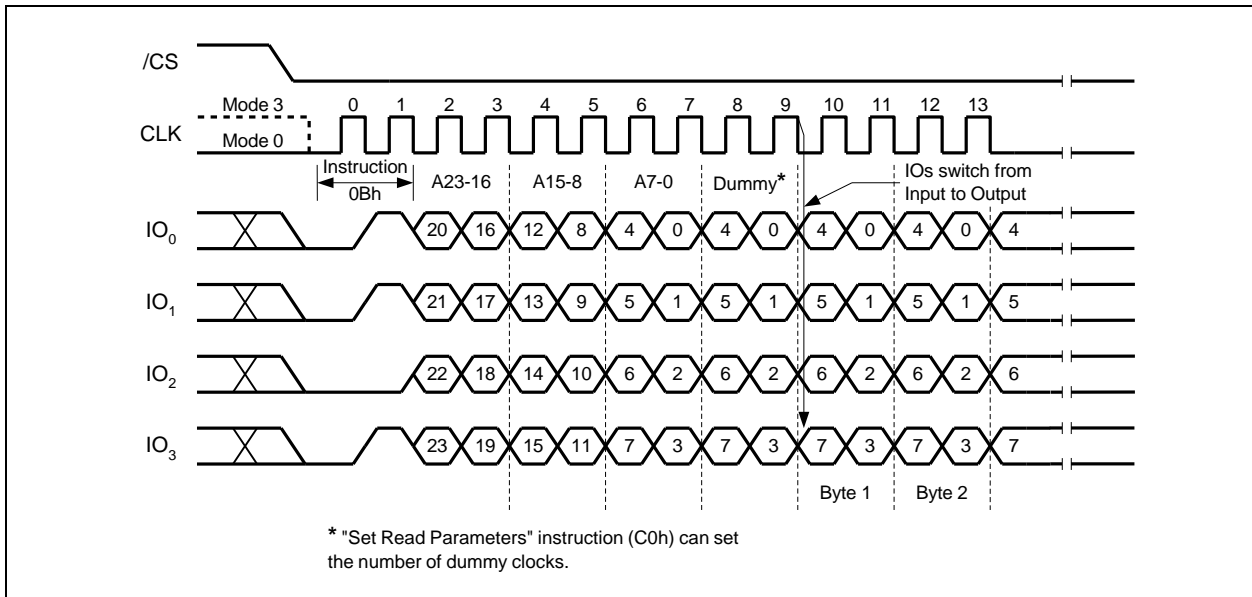 /CS
Mode 3
0 1 2 3 4 5 6 7 8 9 10 11 12 13
CLK
Mode 0
Instruction
0Bh
A23-16
A15-8
A7-0
Dummy*
IOs switch from
Input to Output
IO0
20 16 12 8 4 0 4 0 4 0 4 0 4
IO1
21 17 13 9 5 1 5 1 5 1 5 1 5
IO2
22 18 14 10 6 2 6 2 6 2 6 2 6
IO3
23 19 15 11 7 3 7 3 7 3 7 3 7
Byte 1
Byte 2
* "Set Read Parameters" instruction (C0h) can set
the number of dummy clocks.